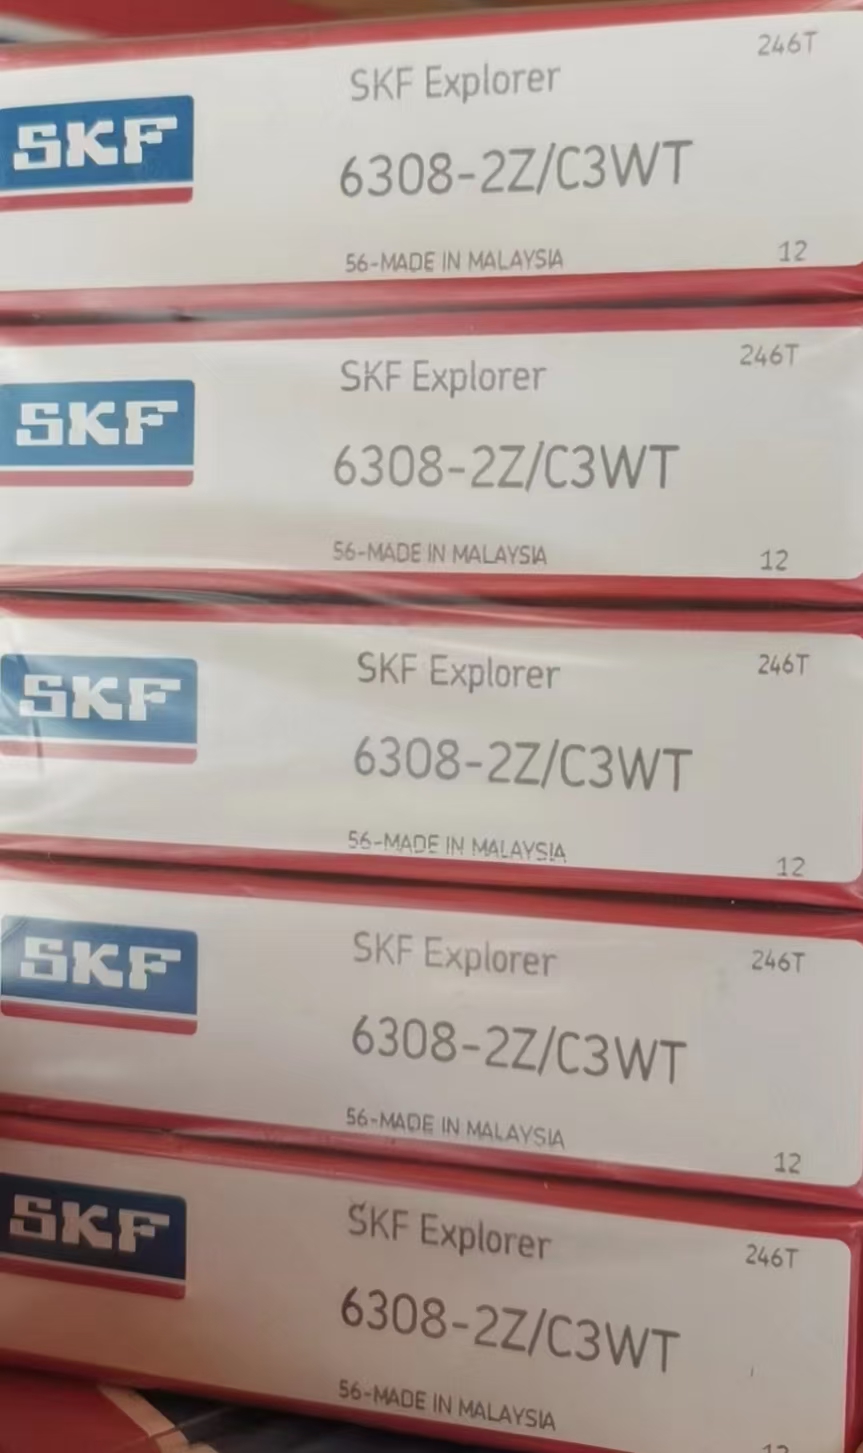 246T
SKF Explorer
SKF
6308-2Z/C3WT
56-MADE IN MALAYSIA
12
246T
SKF Explorer
SKF
6308-2Z/C3WT
56-MADE IN MALAYSIA
12
246T
SKF Explorer
SKF
6308-2Z/C3WT
56-MADE IN MALAYSIA
12
246T
SKF Explorer
SKF
6308-2Z/C3WT
56-MADE IN MALAYSIA
12
246T
SKF Explorer
SKF
6308-2Z/C3WT
56-MADE IN MALAYSIA